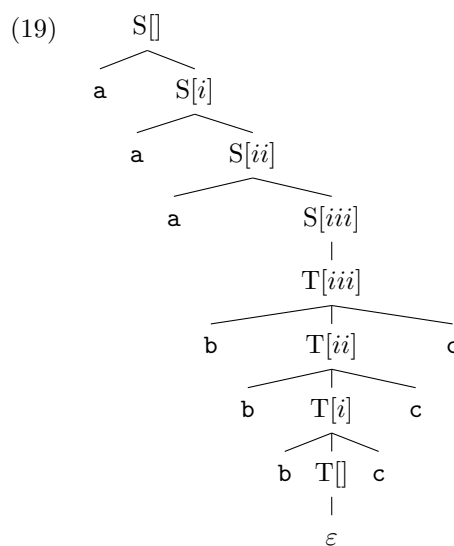 (19) S[]
a S[i]
a S[ii]
a S[iii]
T[iii]
b T[ii] c
b T[i] c
b T[] c
ε